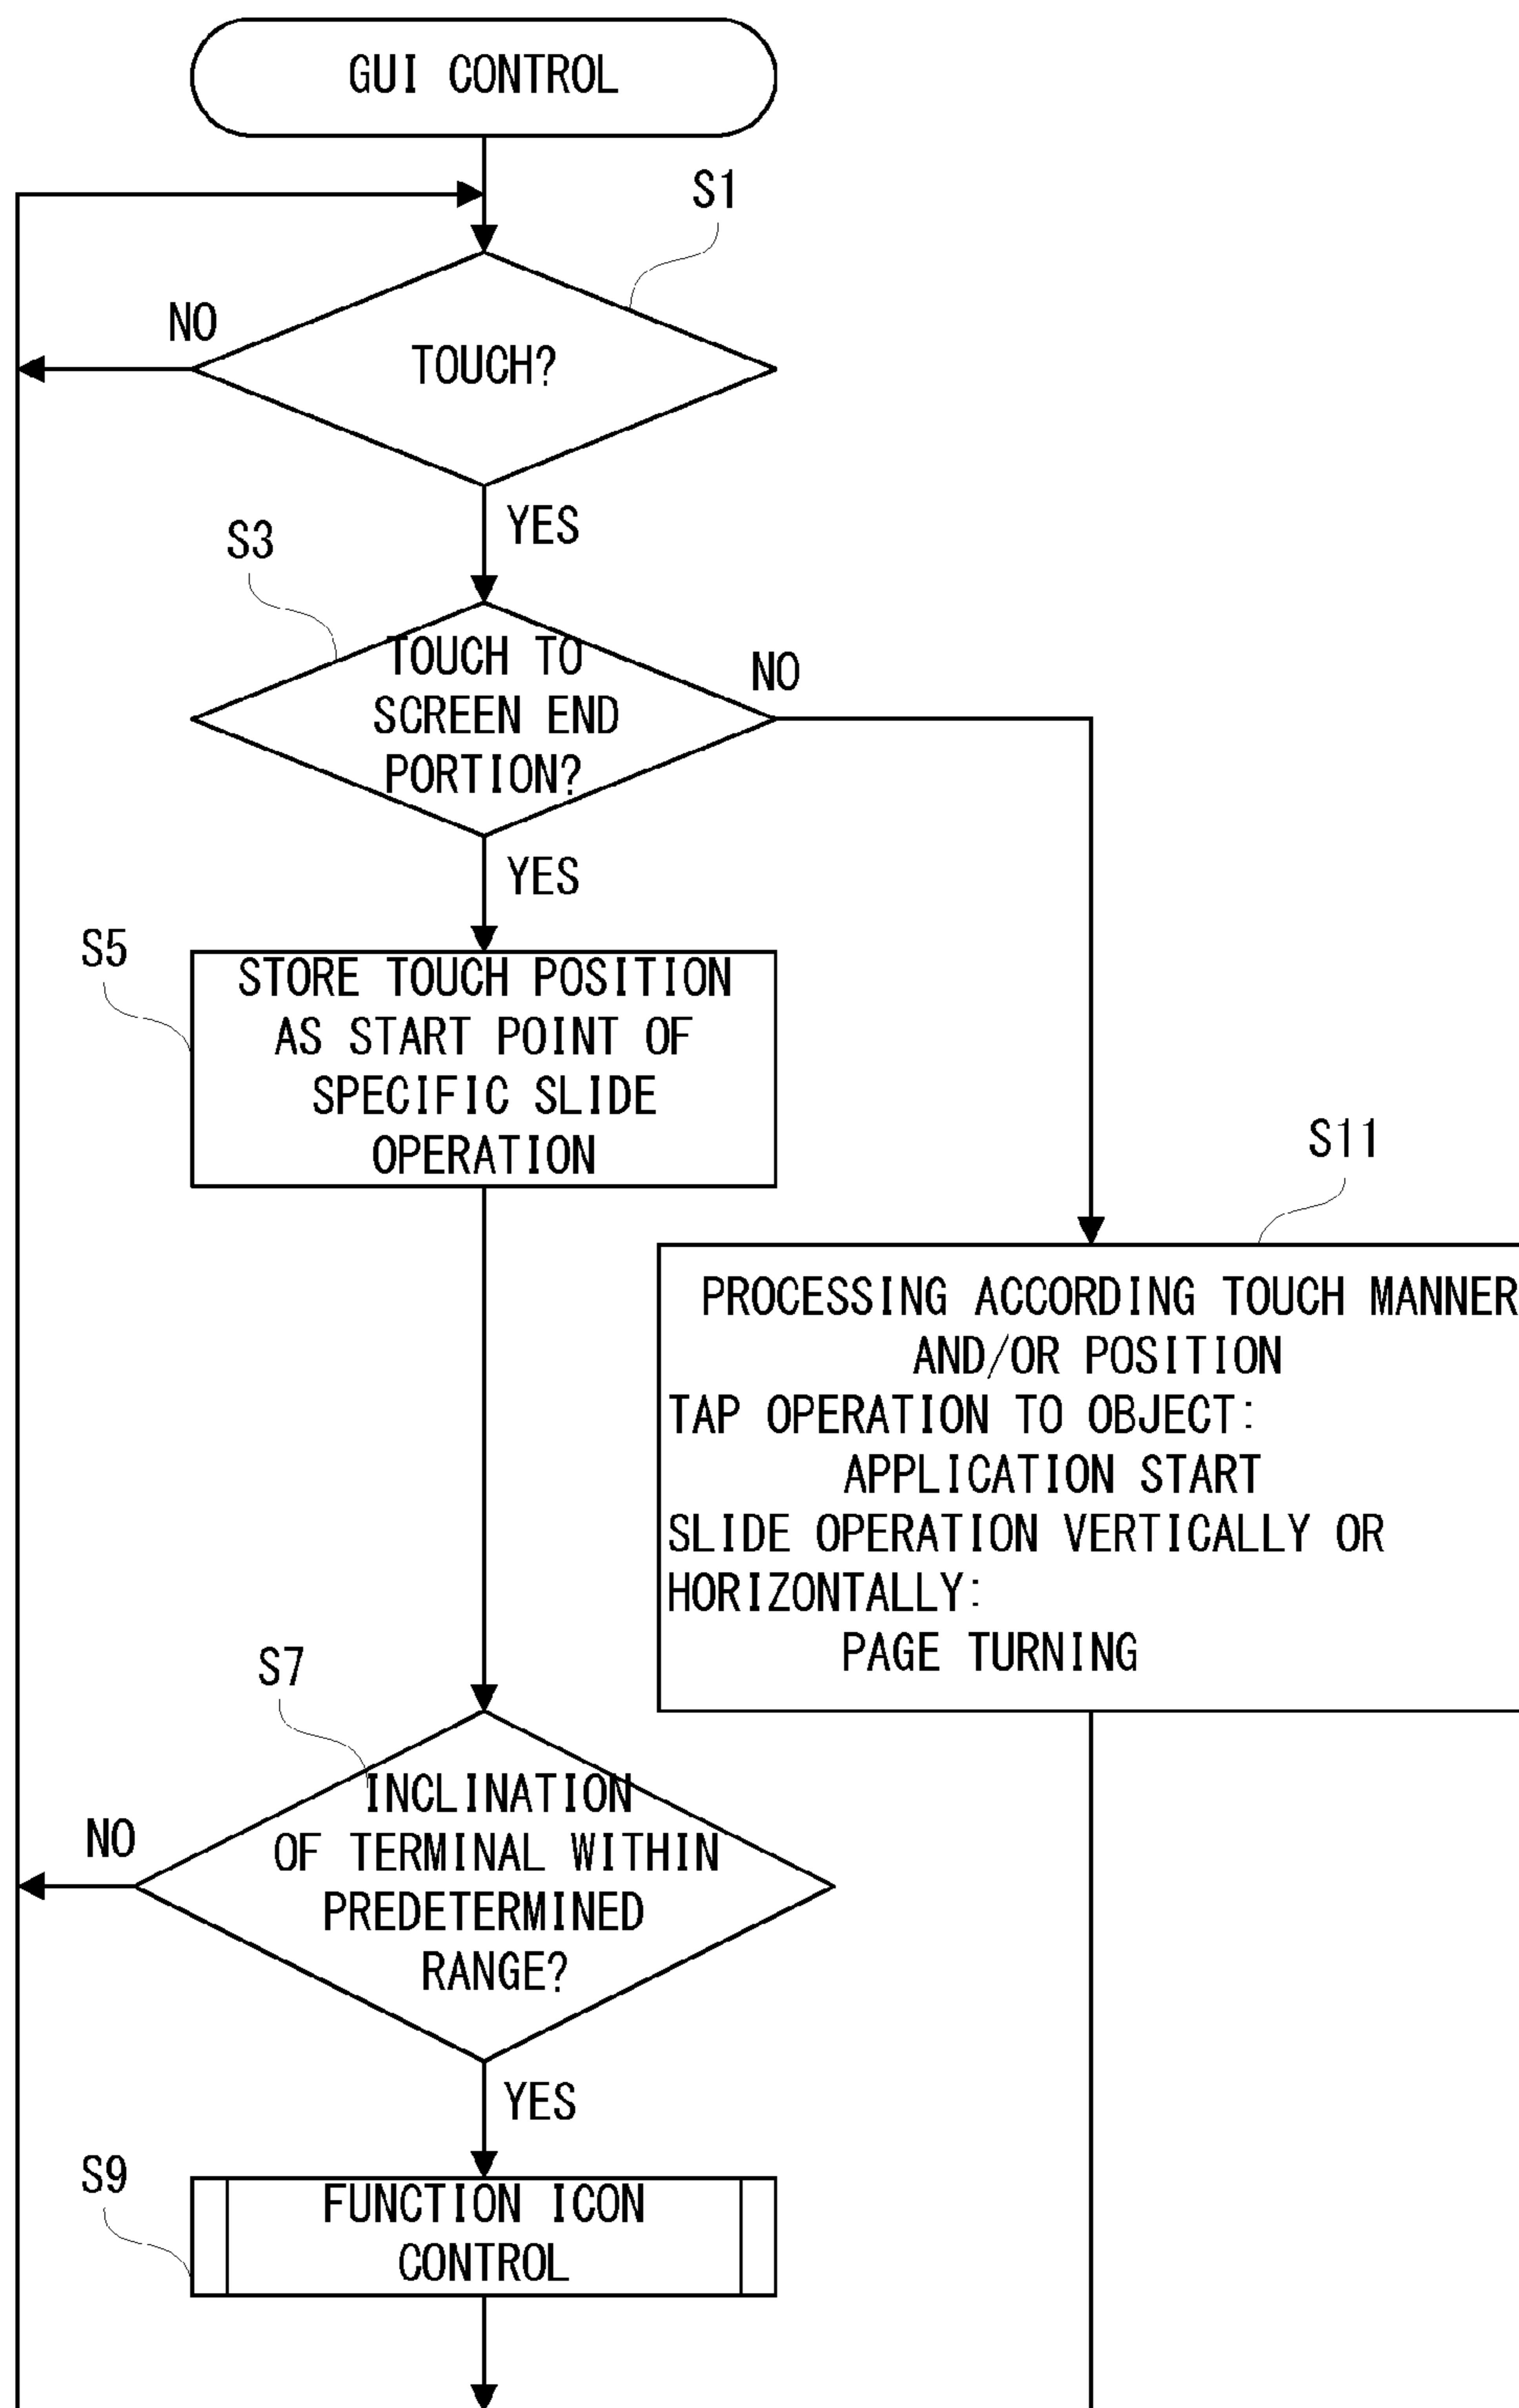 GUI CONTROL
S1
NO
TOUCH?
YES
S3
TOUCH TO
SCREEN END
PORTION?
NO
YES
S5
STORE TOUCH POSITION
AS START POINT OF
SPECIFIC SLIDE
OPERATION
S11
PROCESSING ACCORDING TOUCH MANNER
AND/OR POSITION
TAP OPERATION TO OBJECT:
APPLICATION START
SLIDE OPERATION VERTICALLY OR
HORIZONTALLY:
PAGE TURNING
S7
INCLINATION
OF TERMINAL WITHIN
PREDETERMINED
RANGE?
NO
YES
S9
FUNCTION ICON
CONTROL